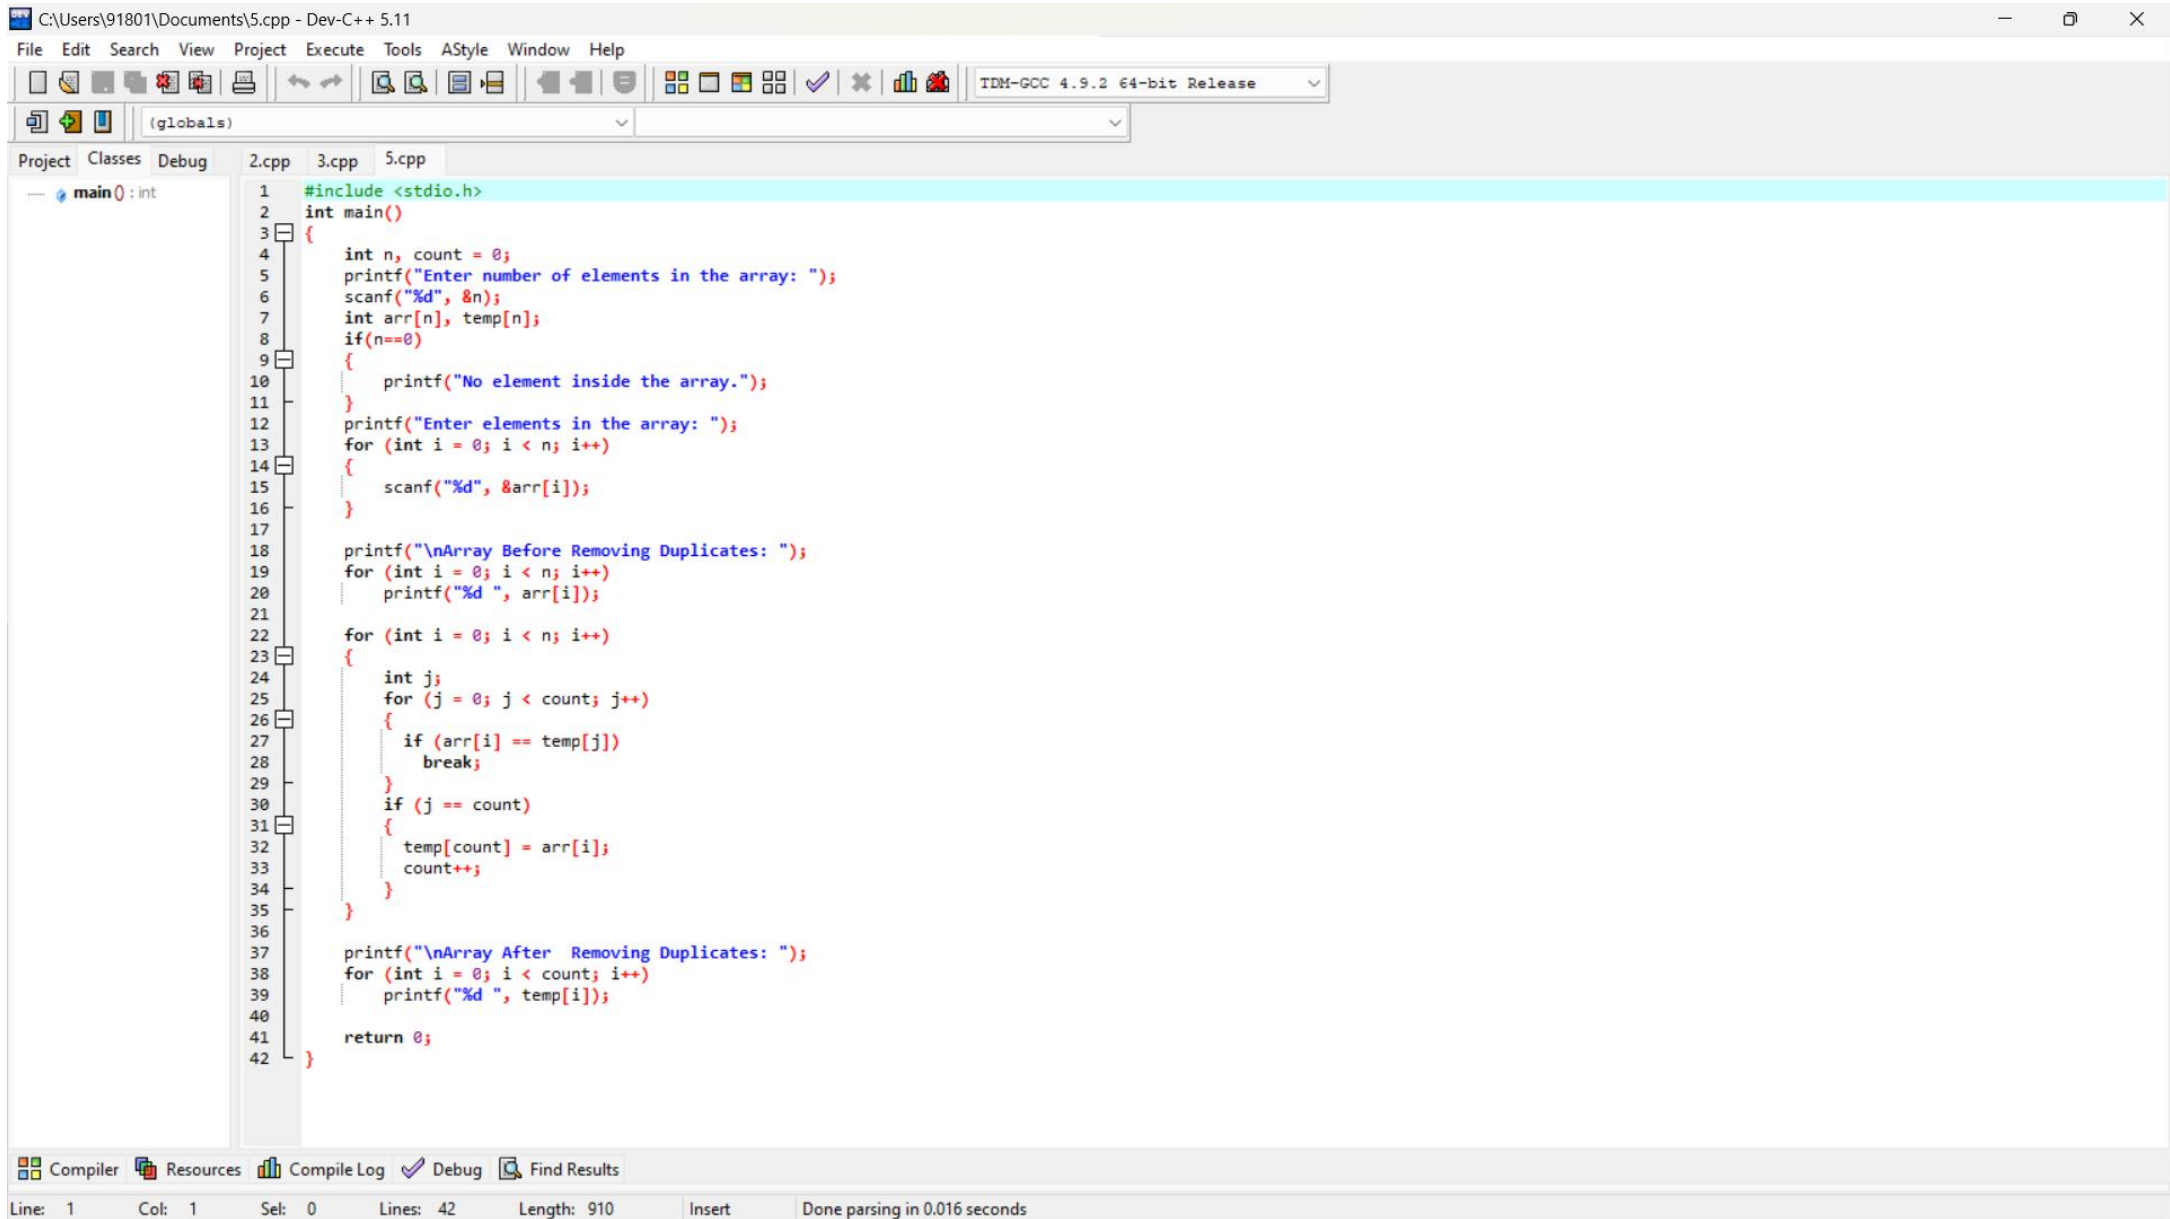 C:\Users\91801\Documents\5.cpp - Dev-C++ 5.11
File Edit Search View Project Execute Tools AStyle Window Help
TDM-GCC 4.9.2 64-bit Release
(globals)
Project Classes Debug 2.cpp 3.cpp 5.cpp
main () : int
1 #include <stdio.h>
2 int main()
3 {
4     int n, count = 0;
5     printf("Enter number of elements in the array: ");
6     scanf("%d", &n);
7     int arr[n], temp[n];
8     if(n==0)
9     {
10         printf("No element inside the array.");
11     }
12     printf("Enter elements in the array: ");
13     for (int i = 0; i < n; i++)
14     {
15         scanf("%d", &arr[i]);
16     }
17
18     printf("\nArray Before Removing Duplicates: ");
19     for (int i = 0; i < n; i++)
20         printf("%d ", arr[i]);
21
22     for (int i = 0; i < n; i++)
23     {
24         int j;
25         for (j = 0; j < count; j++)
26         {
27           if (arr[i] == temp[j])
28             break;
29         }
30         if (j == count)
31         {
32           temp[count] = arr[i];
33           count++;
34         }
35     }
36
37     printf("\nArray After  Removing Duplicates: ");
38     for (int i = 0; i < count; i++)
39         printf("%d ", temp[i]);
40
41     return 0;
42 }
Compiler Resources Compile Log Debug Find Results
Line: 1 Col: 1 Sel: 0 Lines: 42 Length: 910 Insert Done parsing in 0.016 seconds